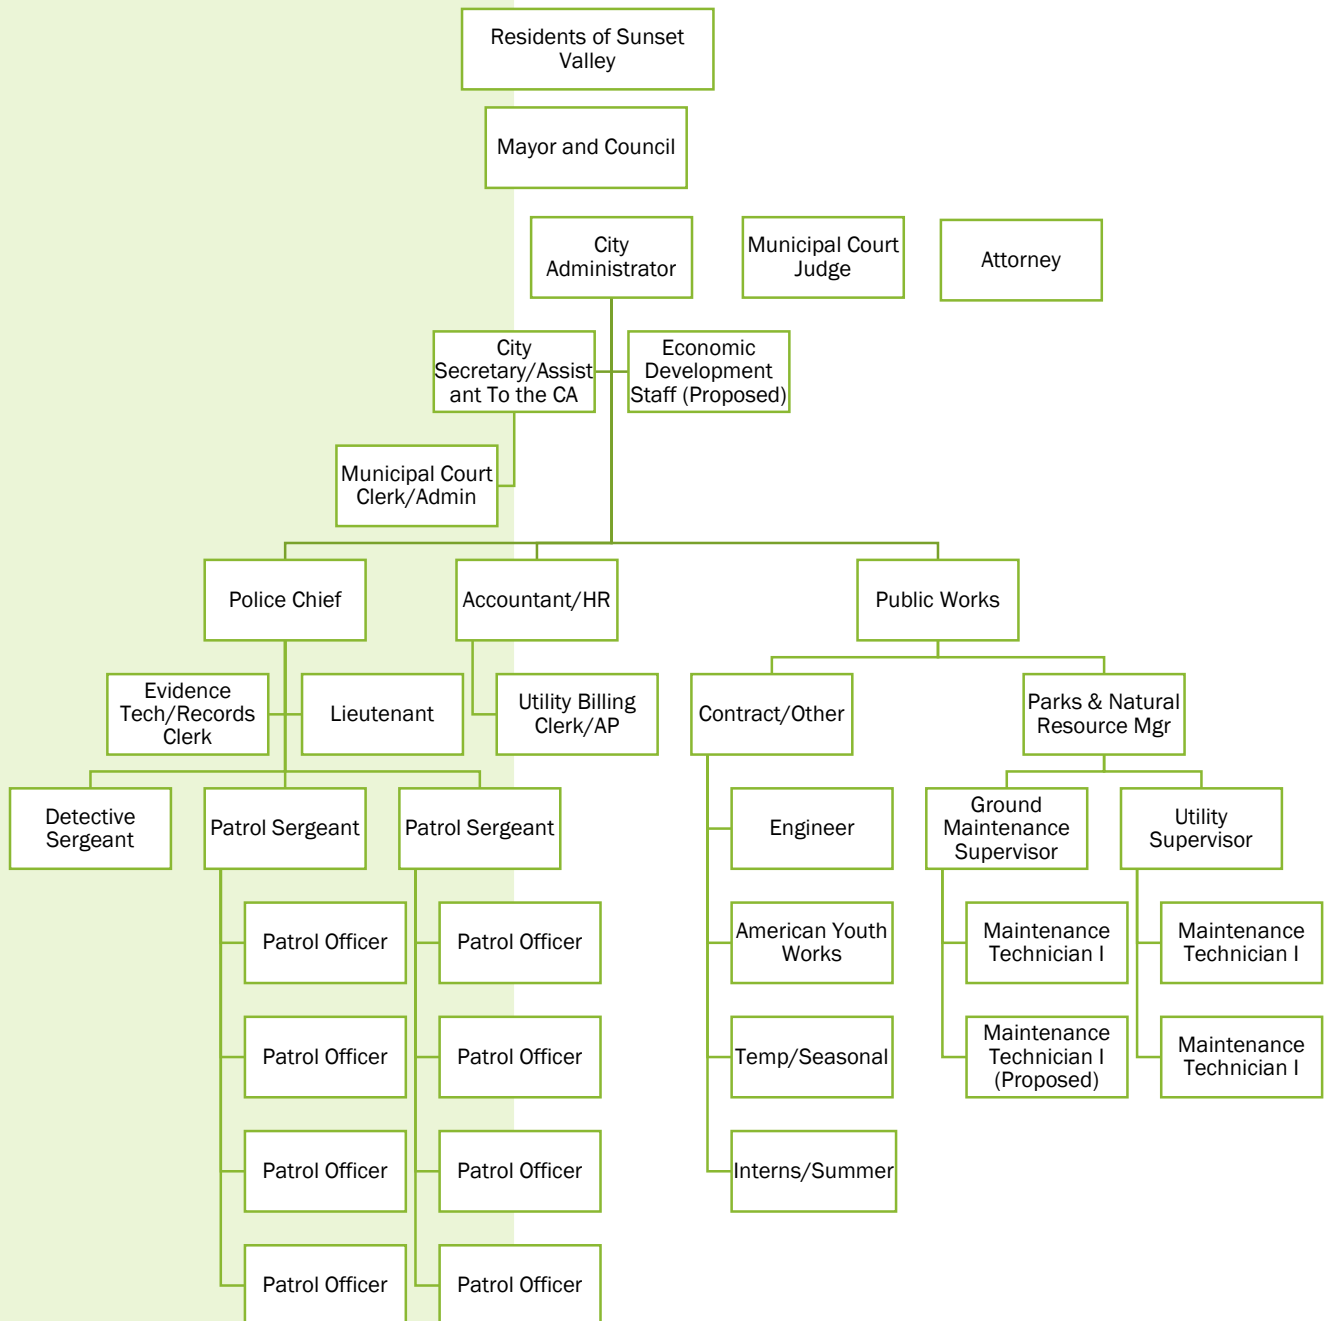 Residents of Sunset
Valley
Mayor and Council
City
Administrator
Municipal Court
Judge
Attorney
City
Secretary/Assist
ant To the CA
Economic
Development
Staff (Proposed)
Municipal Court
Clerk/Admin
Police Chief
Accountant/HR
Public Works
Evidence
Tech/Records
Clerk
Lieutenant
Utility Billing
Clerk/AP
Contract/Other
Parks & Natural
Resource Mgr
Detective
Sergeant
Patrol Sergeant
Patrol Sergeant
Engineer
Ground
Maintenance
Supervisor
Utility
Supervisor
Patrol Officer
Patrol Officer
American Youth
Works
Maintenance
Technician I
Maintenance
Technician I
Patrol Officer
Patrol Officer
Temp/Seasonal
Maintenance
Technician I
(Proposed)
Maintenance
Technician I
Patrol Officer
Patrol Officer
Interns/Summer
Patrol Officer
Patrol Officer